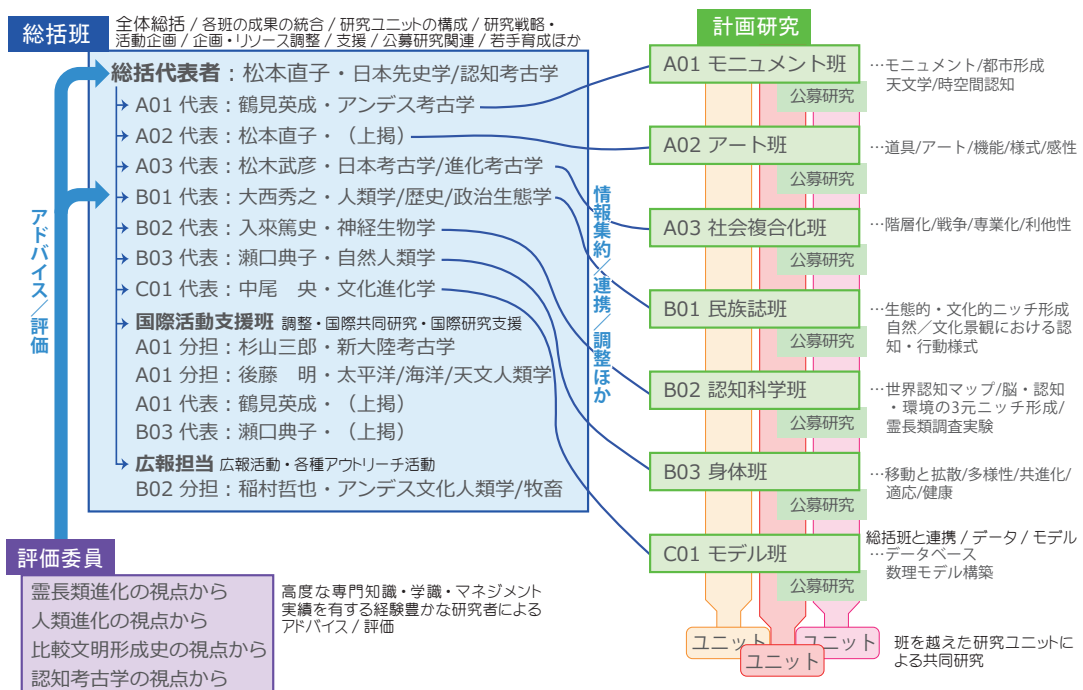 総括班
全体総括 / 各班の成果の統合 / 研究ユニットの構成 / 研究戦略・
活動企画 / 企画・リソース調整 / 支援 / 公募研究関連 / 若手育成ほか
総括代表者：松本直子・日本先史学/認知考古学
A01 代表：鶴見英成・アンデス考古学
A02 代表：松本直子・（上掲）
A03 代表：松木武彦・日本考古学/進化考古学
B01 代表：大西秀之・人類学/歴史/政治生態学
B02 代表：入來篤史・神経生物学
B03 代表：瀬口典子・自然人類学
C01 代表：中尾　央・文化進化学
国際活動支援班 調整・国際共同研究・国際研究支援
A01 分担：杉山三郎・新大陸考古学
A01 分担：後藤　明・太平洋/海洋/天文人類学
A01 代表：鶴見英成・（上掲）
B03 代表：瀬口典子・（上掲）
広報担当 広報活動・各種アウトリーチ活動
B02 分担：稲村哲也・アンデス文化人類学/牧畜
アドバイス／評価
情報集約／連携／調整ほか
評価委員
霊長類進化の視点から
人類進化の視点から
比較文明形成史の視点から
認知考古学の視点から
高度な専門知識・学識・マネジメント
実績を有する経験豊かな研究者による
アドバイス / 評価
計画研究
A01 モニュメント班
公募研究
…モニュメント/都市形成
天文学/時空間認知
A02 アート班
公募研究
…道具/アート/機能/様式/感性
A03 社会複合化班
公募研究
…階層化/戦争/専業化/利他性
B01 民族誌班
公募研究
…生態的・文化的ニッチ形成
自然／文化景観における認
知・行動様式
B02 認知科学班
公募研究
…世界認知マップ/脳・認知
・環境の3元ニッチ形成/
霊長類調査実験
B03 身体班
公募研究
…移動と拡散/多様性/共進化/
適応/健康
C01 モデル班
公募研究
総括班と連携 / データ / モデル
…データベース
数理モデル構築
ユニット
ユニット
ユニット
班を越えた研究ユニットに
よる共同研究